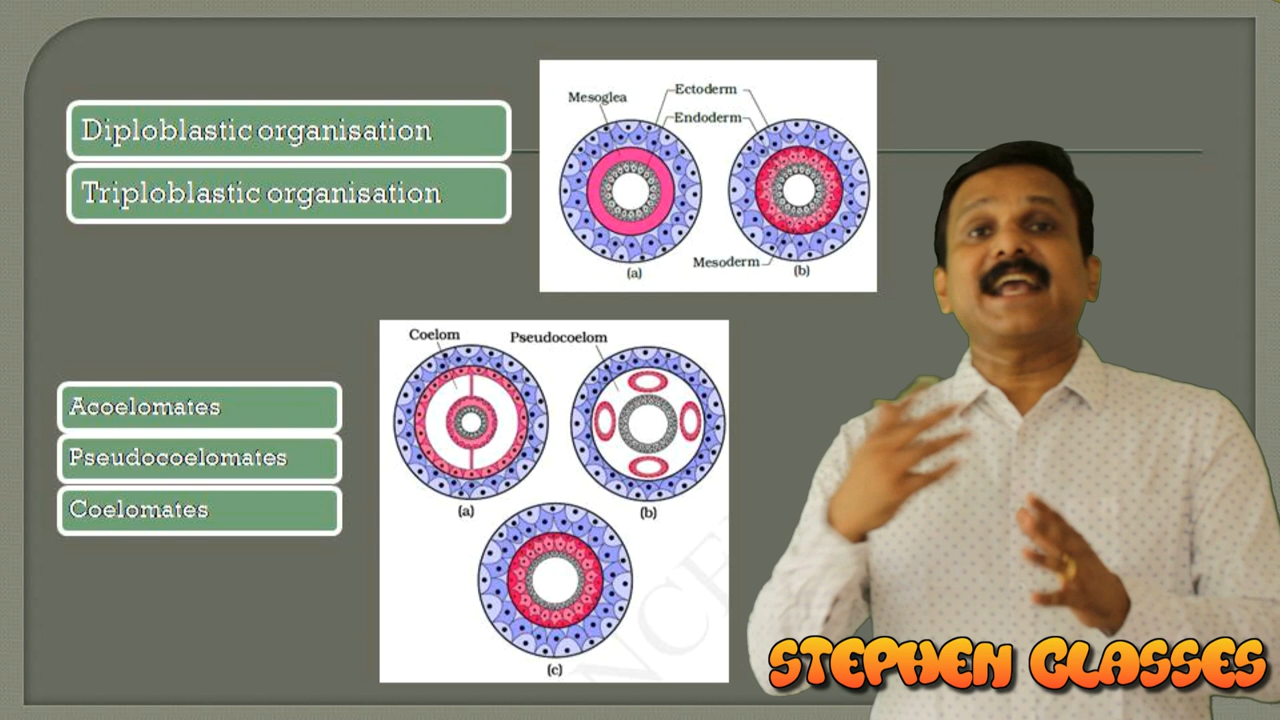 Diploblastic organisation
Triploblastic organisation
Mesoglea
Ectoderm
Endoderm
Mesoderm
(a)
(b)
Acoelomates
Pseudocoelomates
Coelomates
Coelom
Pseudocoelom
(a)
(b)
(c)
STEPHEN CLASSES